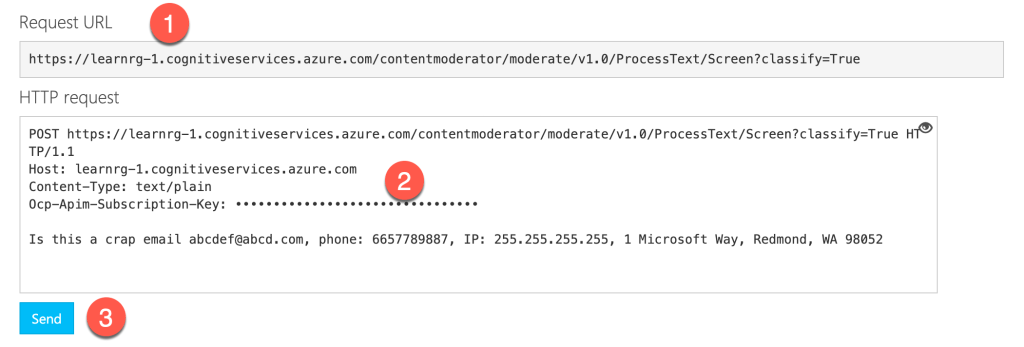 Request URL
1
https://learnrg-1.cognitiveservices.azure.com/contentmoderator/moderate/v1.0/ProcessText/Screen?classify=True
HTTP request
POST https://learnrg-1.cognitiveservices.azure.com/contentmoderator/moderate/v1.0/ProcessText/Screen?classify=True HT
TP/1.1
Host: learnrg-1.cognitiveservices.azure.com
Content-Type: text/plain
2
Ocp-Apim-Subscription-Key: ••••••••••••••••••••••••••••••••
Is this a crap email abcdef@abcd.com, phone: 6657789887, IP: 255.255.255.255, 1 Microsoft Way, Redmond, WA 98052
Send
3